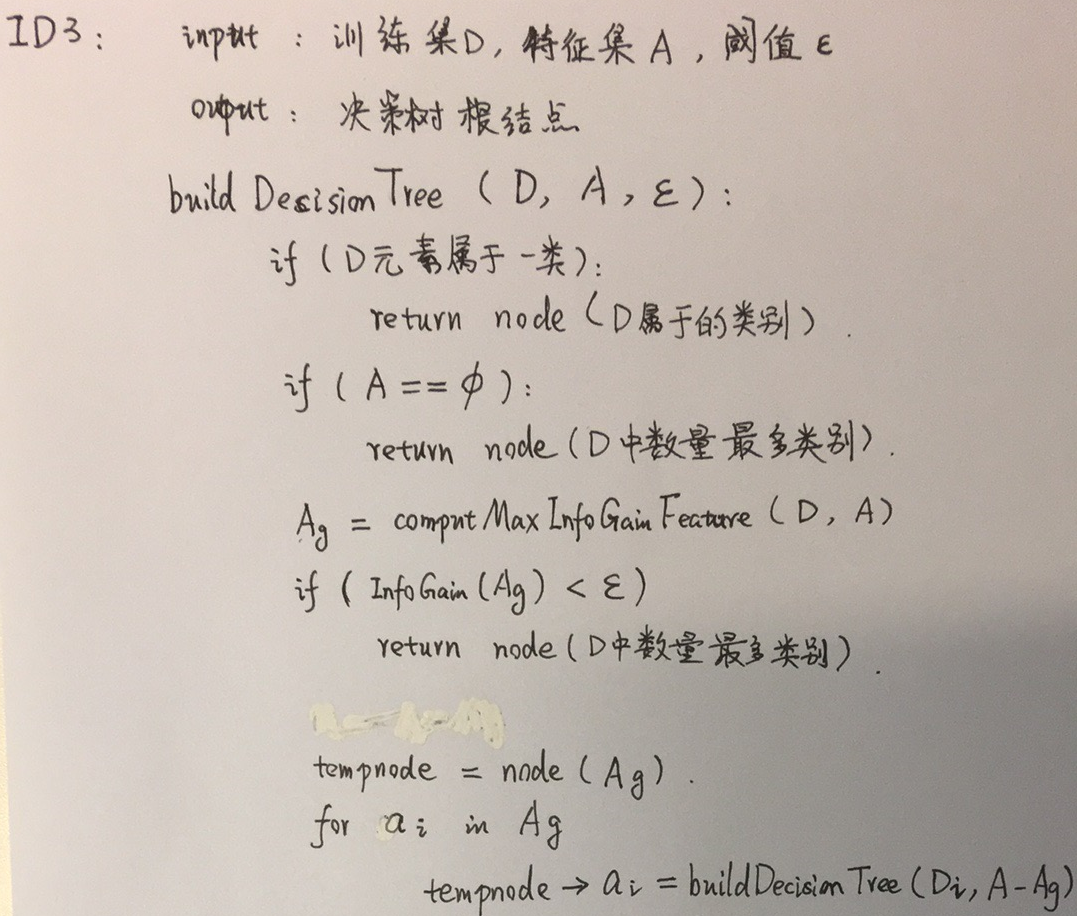 ID3: input : 训练集D, 特征集A, 阈值 ε
output : 决策树根结点
build DecisionTree (D, A, ε):
if (D元素属于一类):
return node (D属于的类别).
if (A == ϕ):
return node (D中数量最多类别).
Ag = computMaxInfoGainFeature (D, A)
if (InfoGain(Ag) < ε)
return node (D中数量最多类别).
tempnode = node (Ag).
for ai in Ag
tempnode → ai = buildDecisionTree (Di, A-Ag)